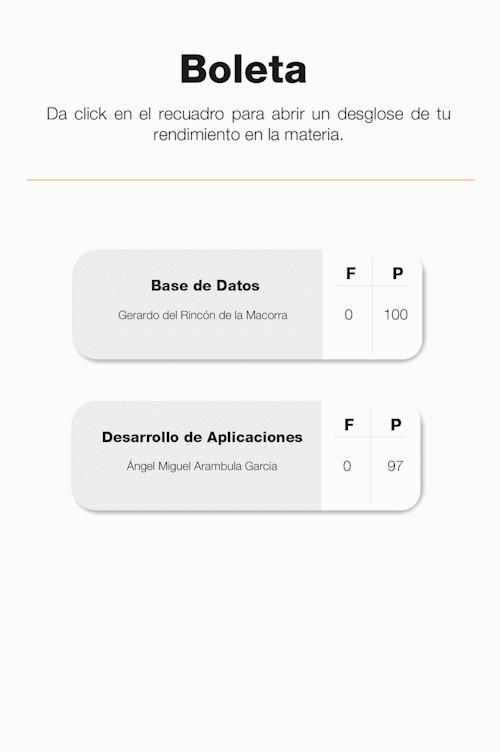 Boleta
Da click en el recuadro para abrir un desglose de tu
rendimiento en la materia.
F P
Base de Datos
Gerardo del Rincón de la Macorra
0 100
F P
Desarrollo de Aplicaciones
Ángel Miguel Arambula Garcia
0 97